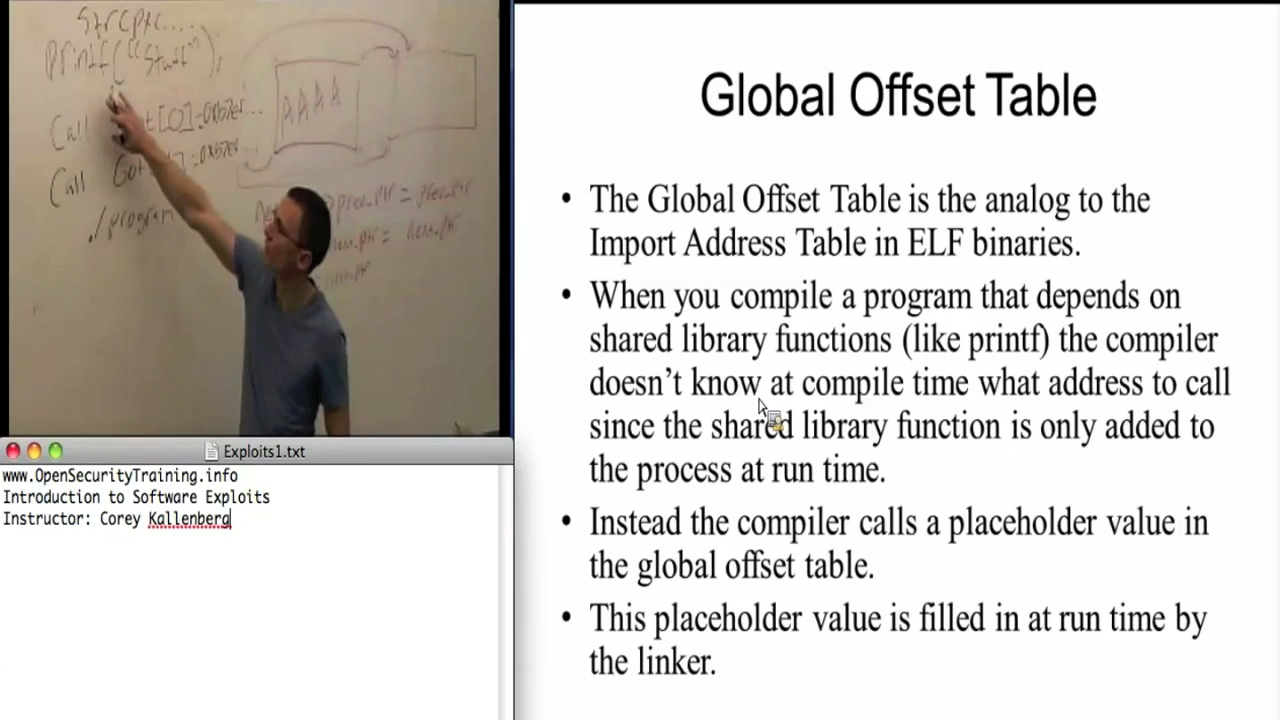 printf("Stuff");
Call
Call
./program
prev_ptr = prev_ptr
AAAA
Exploits1.txt
www.OpenSecurityTraining.info
Introduction to Software Exploits
Instructor: Corey Kallenberg
Global Offset Table
• The Global Offset Table is the analog to the
Import Address Table in ELF binaries.
• When you compile a program that depends on
shared library functions (like printf) the compiler
doesn’t know at compile time what address to call
since the shared library function is only added to
the process at run time.
• Instead the compiler calls a placeholder value in
the global offset table.
• This placeholder value is filled in at run time by
the linker.